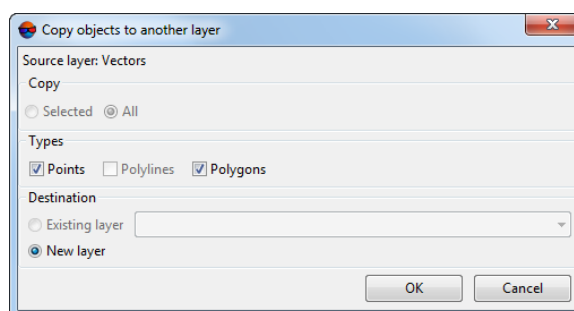 Copy objects to another layer
Source layer: Vectors
Copy
Selected All
Types
Points Polylines Polygons
Destination
Existing layer
New layer
OK Cancel